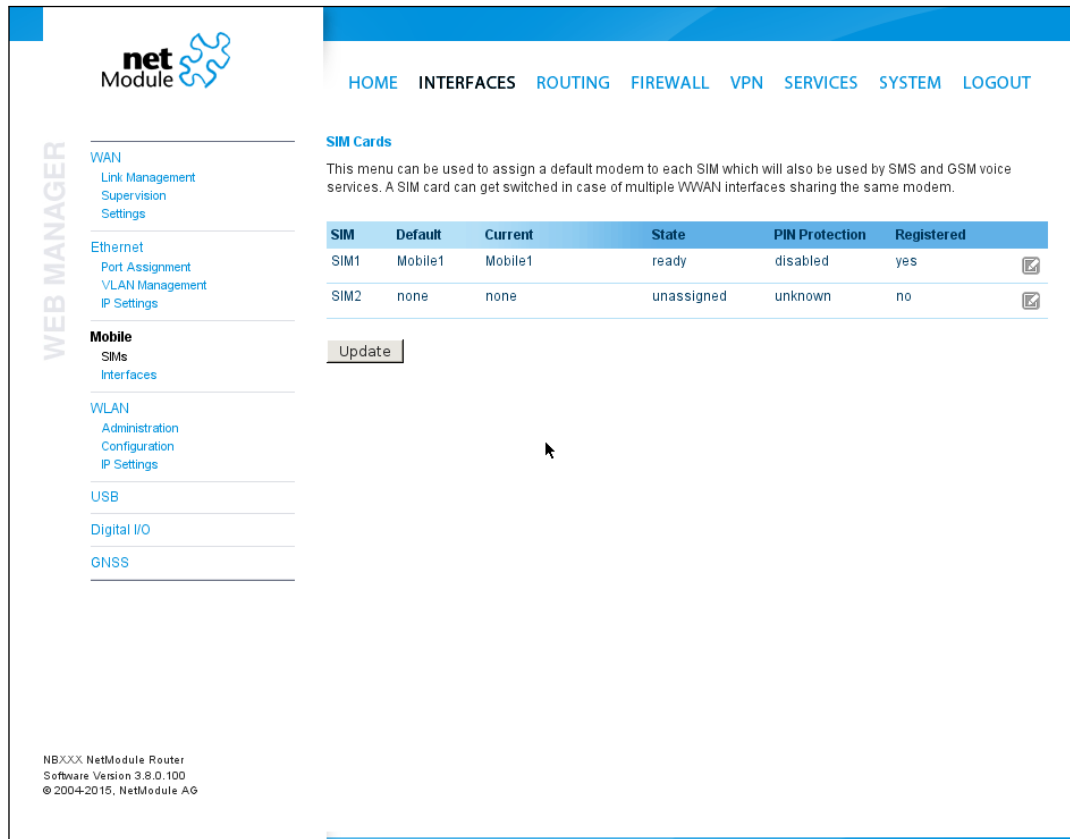 net
Module
HOME INTERFACES ROUTING FIREWALL VPN SERVICES SYSTEM LOGOUT
WEB MANAGER
WAN
Link Management
Supervision
Settings
Ethernet
Port Assignment
VLAN Management
IP Settings
Mobile
SIMs
Interfaces
WLAN
Administration
Configuration
IP Settings
USB
Digital I/O
GNSS
SIM Cards
This menu can be used to assign a default modem to each SIM which will also be used by SMS and GSM voice
services. A SIM card can get switched in case of multiple WWAN interfaces sharing the same modem.
SIM Default Current State PIN Protection Registered
SIM1 Mobile1 Mobile1 ready disabled yes
SIM2 none none unassigned unknown no
Update
NBXXX NetModule Router
Software Version 3.8.0.100
© 2004-2015, NetModule AG